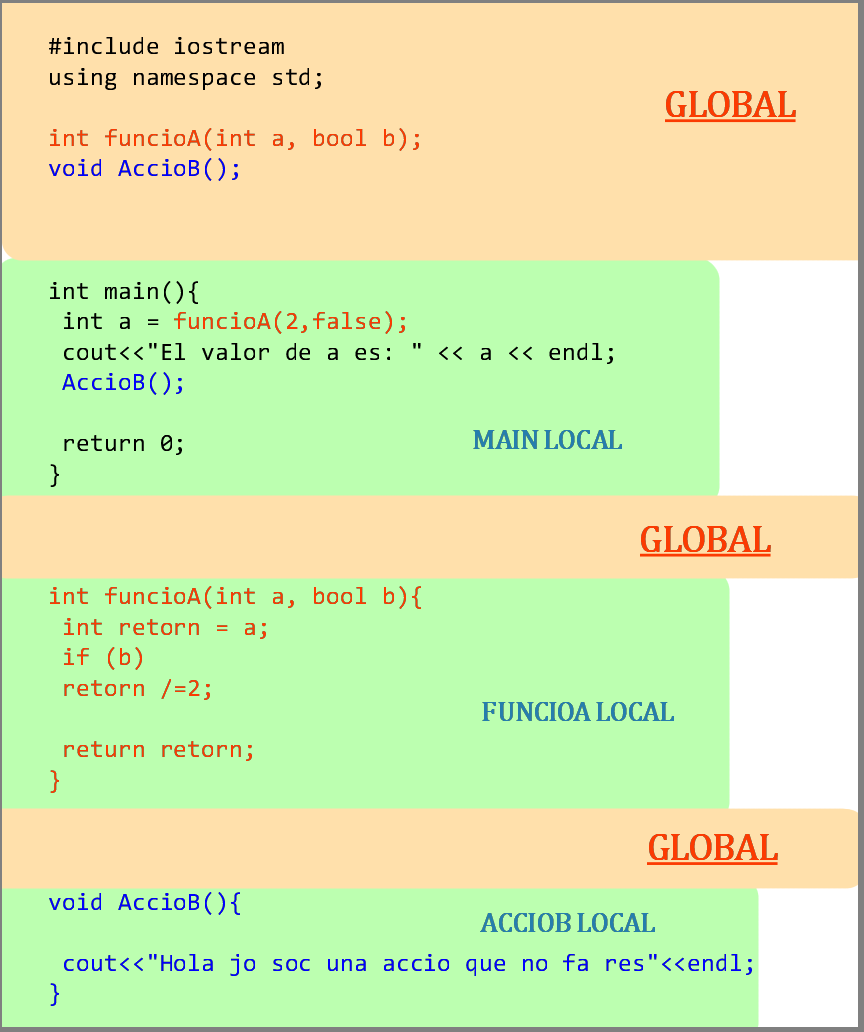 #include iostream
using namespace std;
GLOBAL
int funcioA(int a, bool b);
void AccioB();
int main(){
int a = funcioA(2,false);
cout<<"El valor de a es: " << a << endl;
AccioB();
return 0;
MAIN LOCAL
}
GLOBAL
int funcioA(int a, bool b){
int retorn = a;
if (b)
retorn /=2;
FUNCIOA LOCAL
return retorn;
}
GLOBAL
void AccioB(){
ACCIOB LOCAL
cout<<"Hola jo soc una accio que no fa res"<<endl;
}